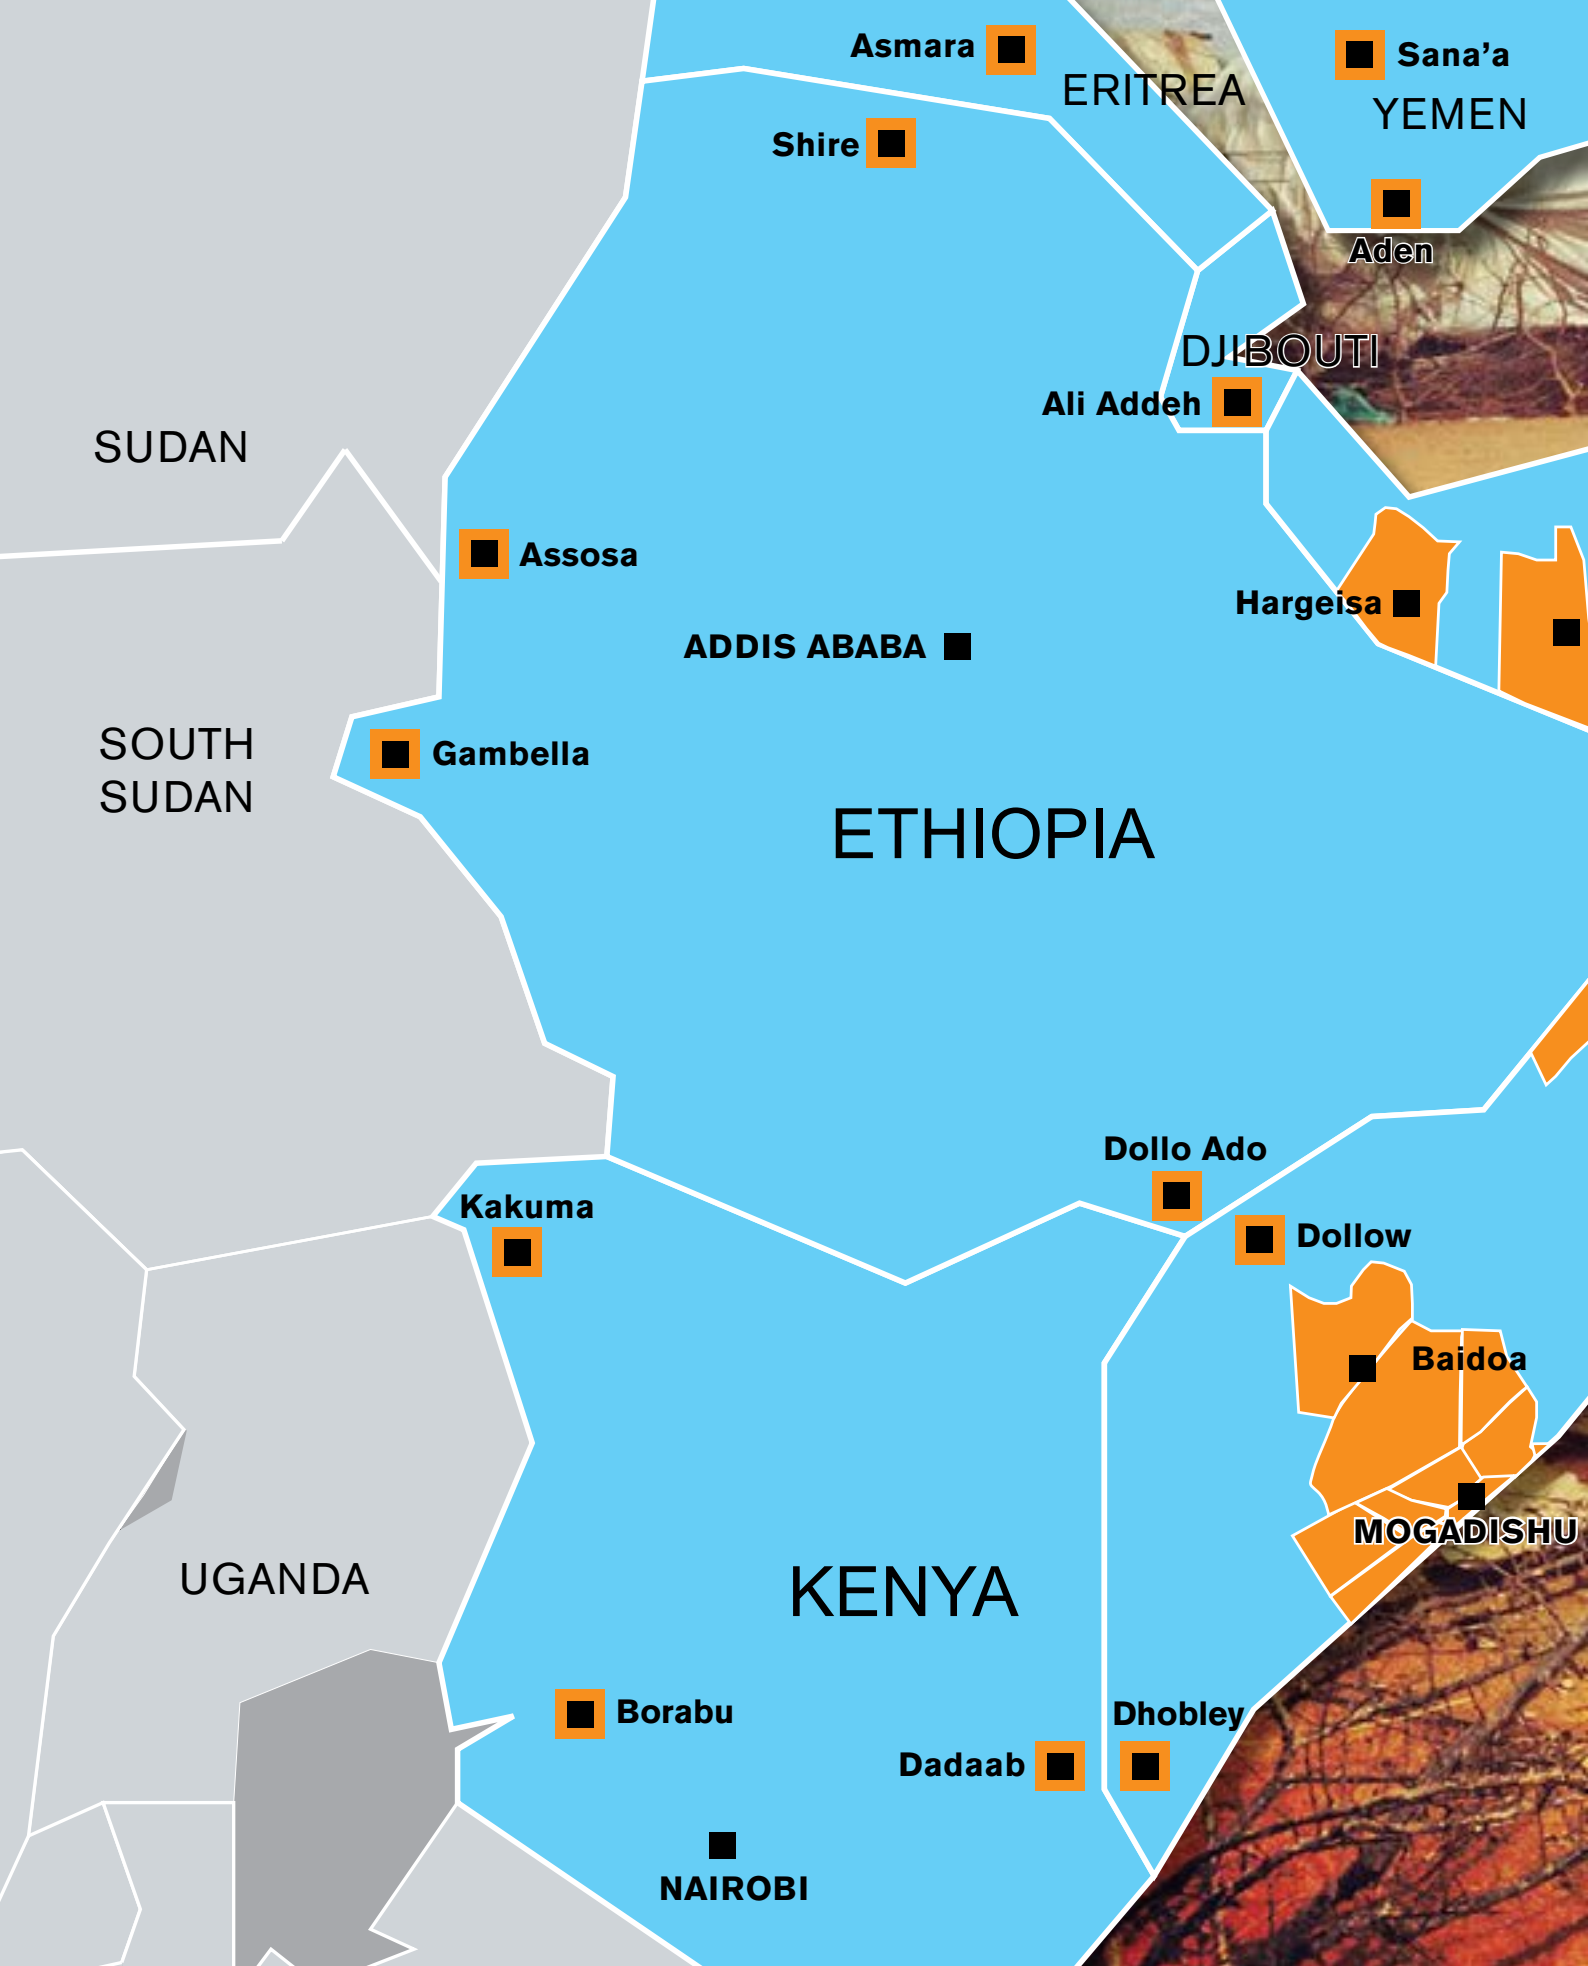 Asmara
Sana’a
ERITREA
YEMEN
Shire
Aden
DJIBOUTI
Ali Addeh
SUDAN
Assosa
Hargeisa
ADDIS ABABA
SOUTH
SUDAN
Gambella
ETHIOPIA
Dollo Ado
Kakuma
Dollow
Baidoa
MOGADISHU
UGANDA
KENYA
Borabu
Dhobley
Dadaab
NAIROBI